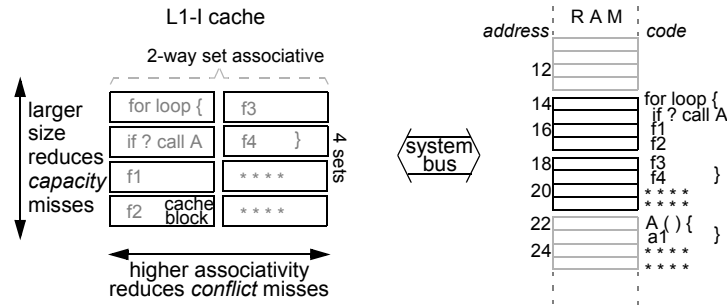 L1-I cache
2-way set associative
larger
size
reduces
capacity
misses
for loop { f3
if ? call A f4 }
f1 * * * *
f2 cache block * * * *
4 sets
higher associativity
reduces conflict misses
system
bus
R A M
address code
12
14 for loop {
if ? call A
16 f1
f2
18 f3
f4 }
20 * * * *
* * * *
22 A ( ) {
a1 }
24 * * * *
* * * *